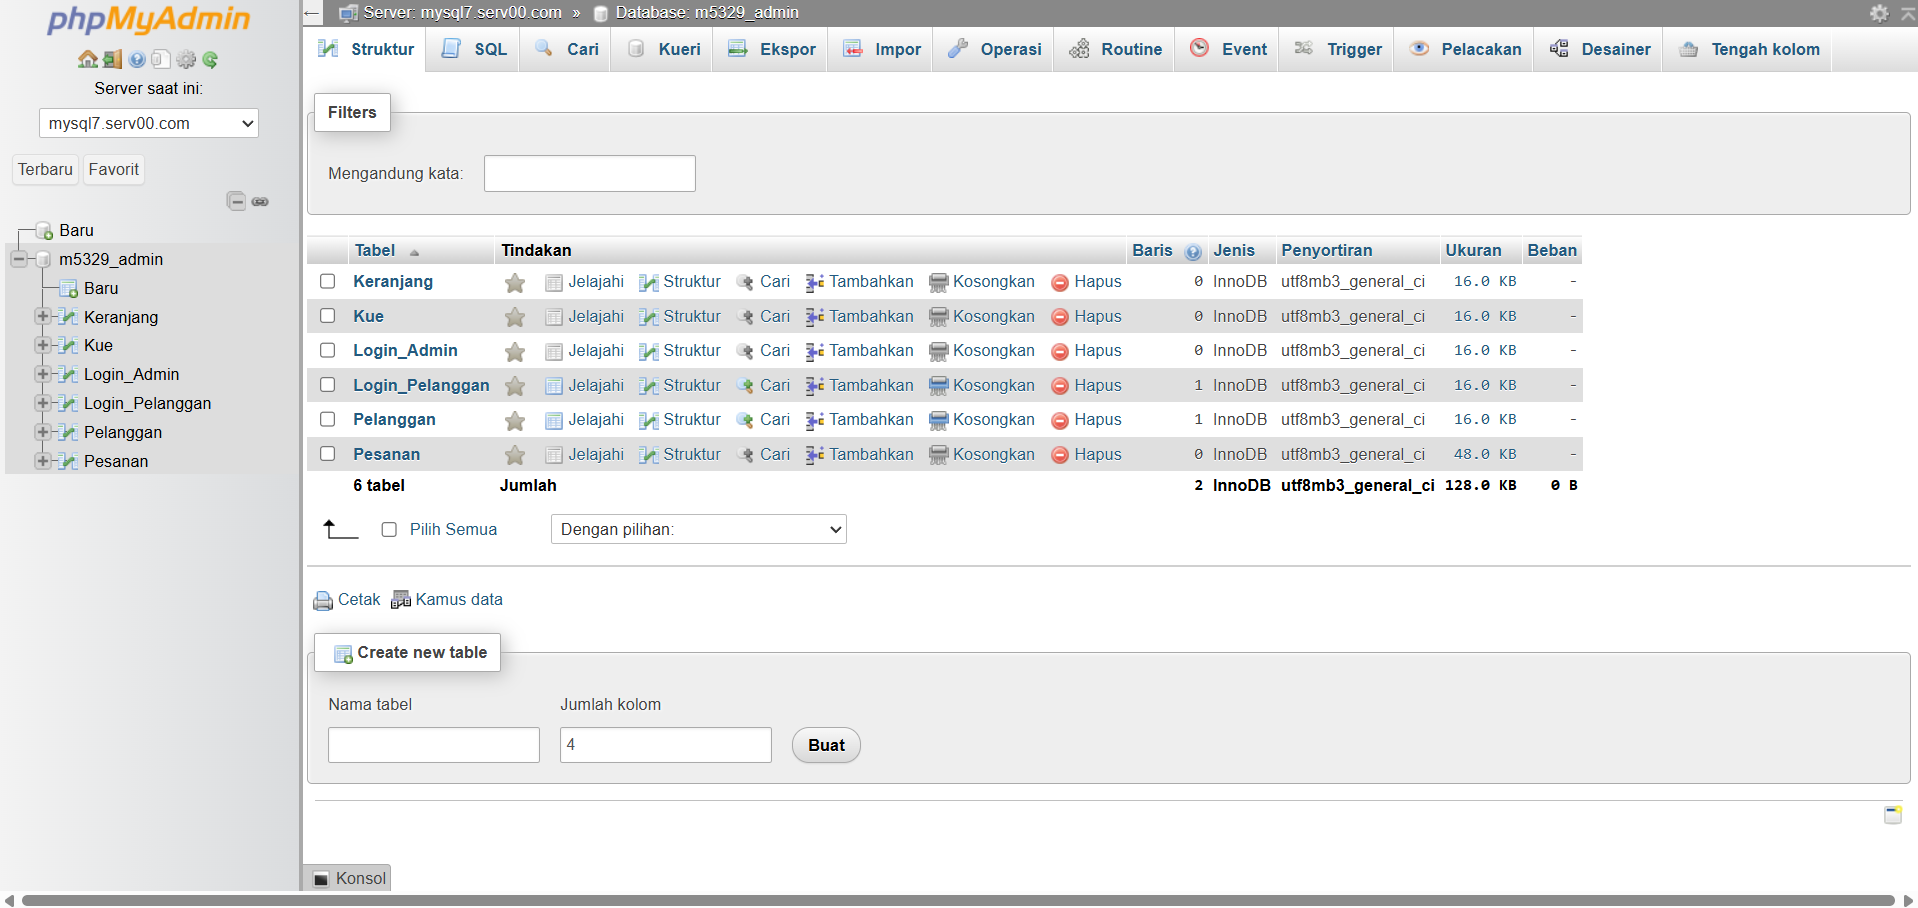 phpMyAdmin
Server saat ini:
mysql7.serv00.com
Terbaru Favorit
Baru
m5329_admin
Baru
Keranjang
Kue
Login_Admin
Login_Pelanggan
Pelanggan
Pesanan
Server: mysql7.serv00.com » Database: m5329_admin
Struktur SQL Cari Kueri Ekspor Impor Operasi Routine Event Trigger Pelacakan Desainer Tengah kolom
Filters
Mengandung kata:
Tabel Tindakan Baris Jenis Penyortiran Ukuran Beban
Keranjang Jelajahi Struktur Cari Tambahkan Kosongkan Hapus 0 InnoDB utf8mb3_general_ci 16.0 KB -
Kue Jelajahi Struktur Cari Tambahkan Kosongkan Hapus 0 InnoDB utf8mb3_general_ci 16.0 KB -
Login_Admin Jelajahi Struktur Cari Tambahkan Kosongkan Hapus 0 InnoDB utf8mb3_general_ci 16.0 KB -
Login_Pelanggan Jelajahi Struktur Cari Tambahkan Kosongkan Hapus 1 InnoDB utf8mb3_general_ci 16.0 KB -
Pelanggan Jelajahi Struktur Cari Tambahkan Kosongkan Hapus 1 InnoDB utf8mb3_general_ci 16.0 KB -
Pesanan Jelajahi Struktur Cari Tambahkan Kosongkan Hapus 0 InnoDB utf8mb3_general_ci 48.0 KB -
6 tabel Jumlah 2 InnoDB utf8mb3_general_ci 128.0 KB 0 B
Pilih Semua Dengan pilihan:
Cetak Kamus data
Create new table
Nama tabel Jumlah kolom
4 Buat
Konsol